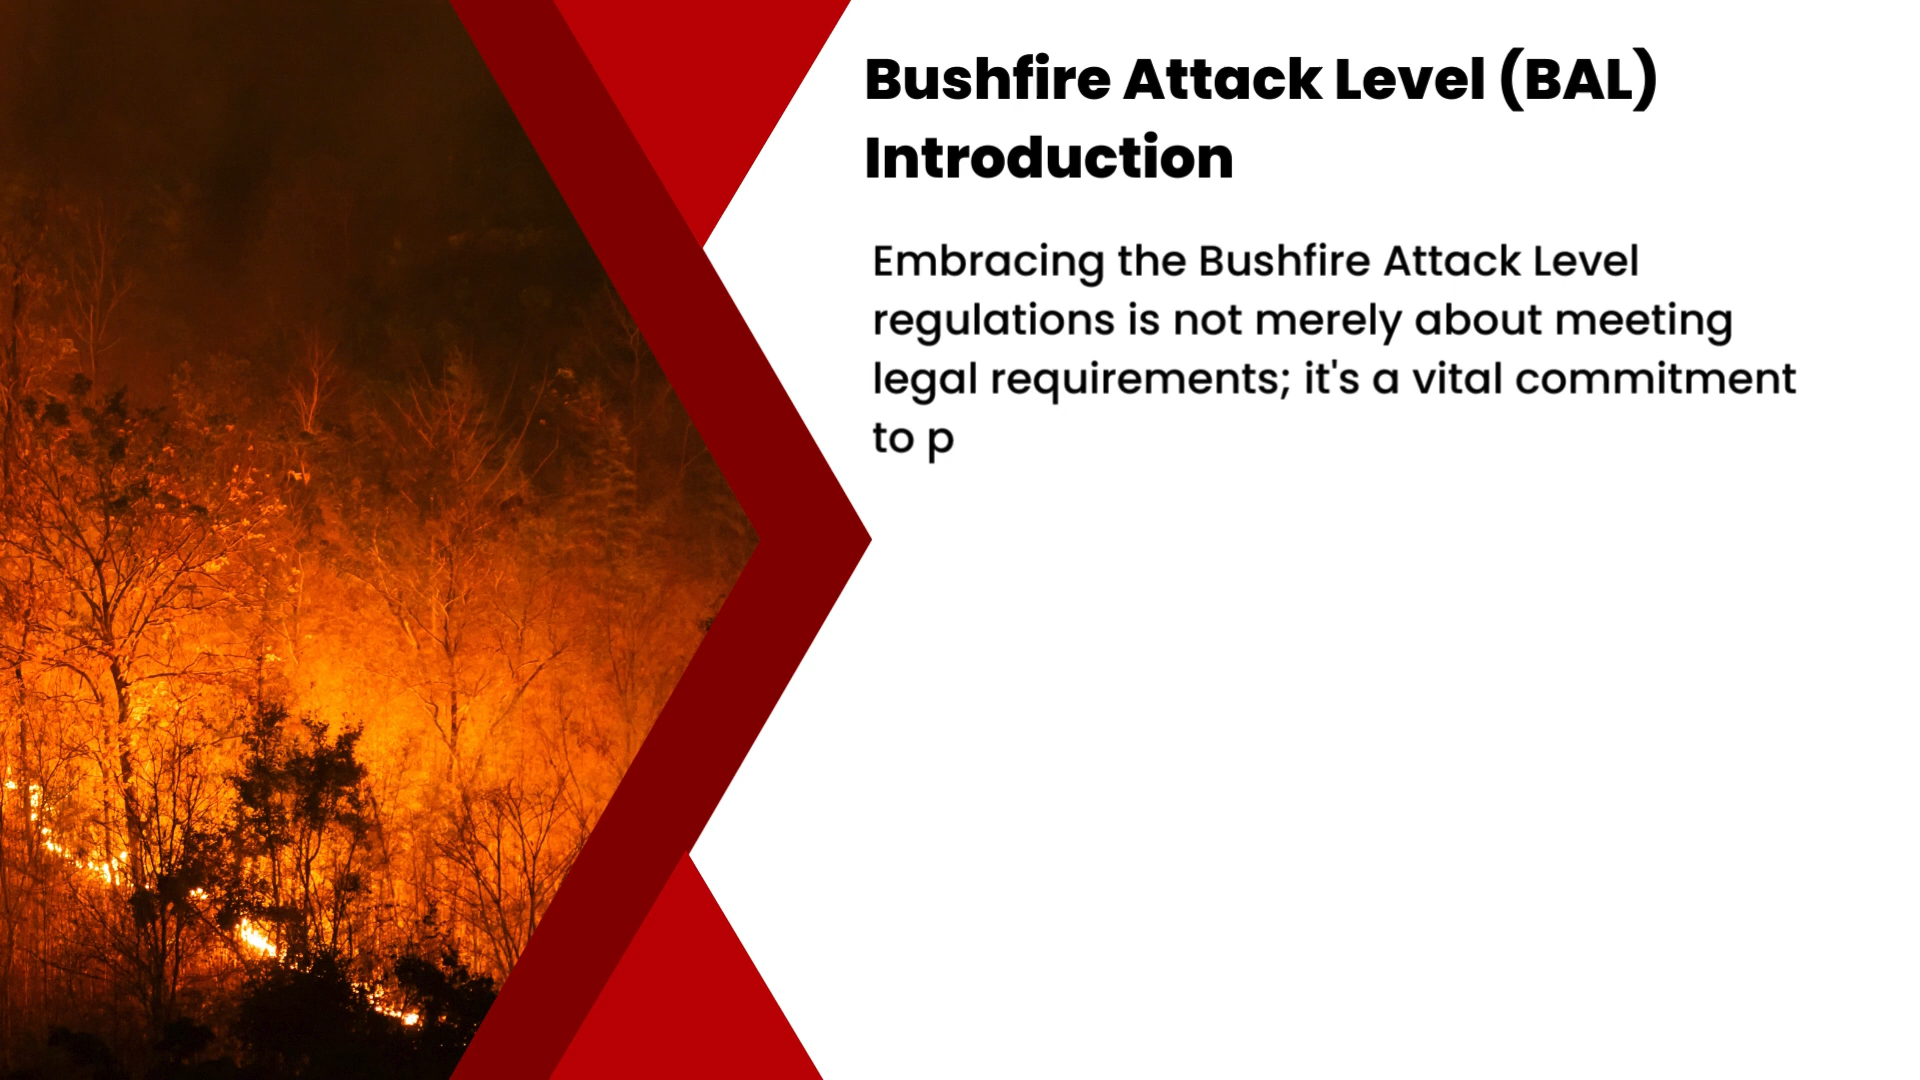 Bushfire Attack Level (BAL)
Introduction
Embracing the Bushfire Attack Level
regulations is not merely about meeting
legal requirements; it's a vital commitment
to p